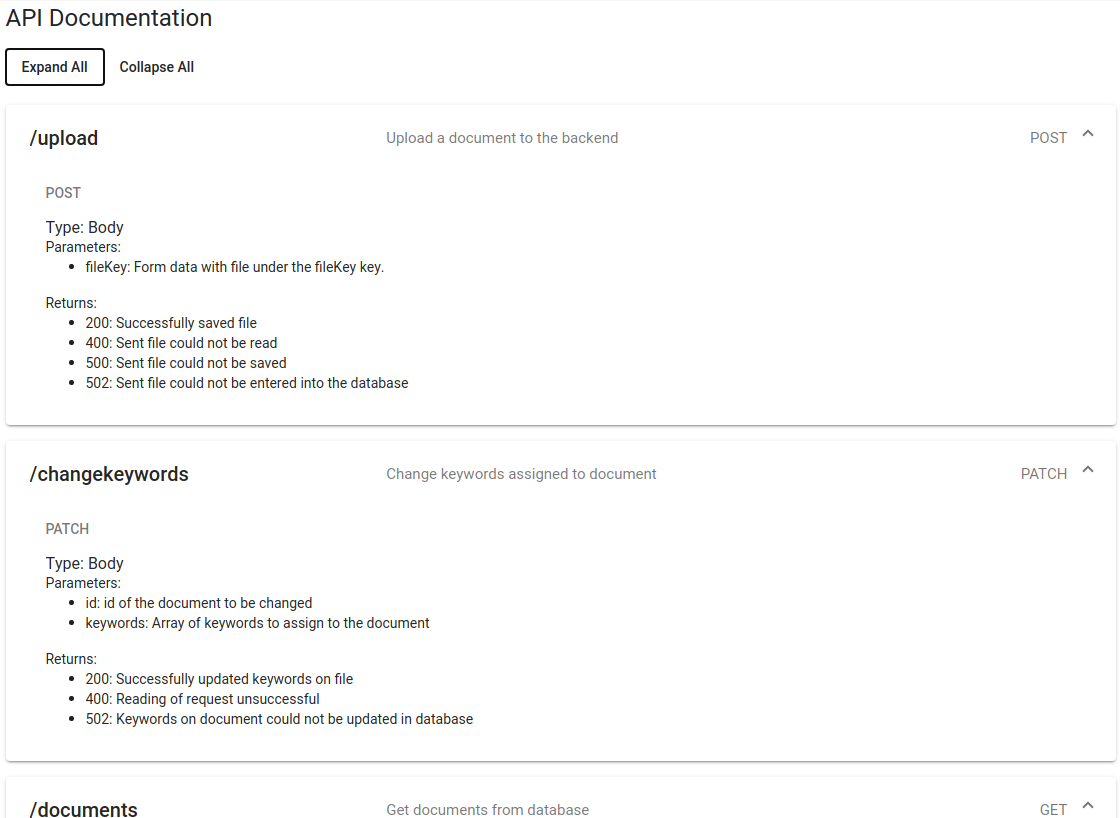 API Documentation
Expand All Collapse All
/upload Upload a document to the backend POST
POST
Type: Body
Parameters:
• fileKey: Form data with file under the fileKey key.
Returns:
• 200: Successfully saved file
• 400: Sent file could not be read
• 500: Sent file could not be saved
• 502: Sent file could not be entered into the database
/changekeywords Change keywords assigned to document PATCH
PATCH
Type: Body
Parameters:
• id: id of the document to be changed
• keywords: Array of keywords to assign to the document
Returns:
• 200: Successfully updated keywords on file
• 400: Reading of request unsuccessful
• 502: Keywords on document could not be updated in database
/documents Get documents from database GET